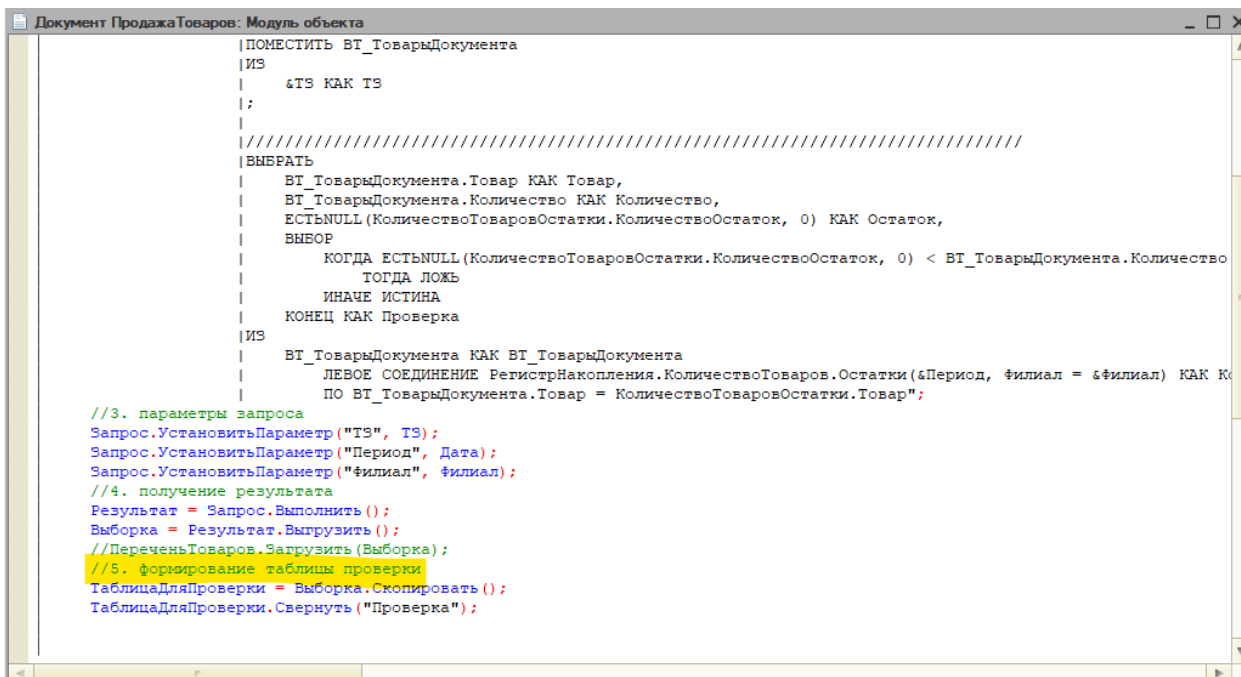 Документ ПродажаТоваров: Модуль объекта
|ПОМЕСТИТЬ ВТ_ТоварыДокумента
|ИЗ
|    &ТЗ КАК ТЗ
|;
|
|////////////////////////////////////////////////////////////////////////////////
|ВЫБРАТЬ
|    ВТ_ТоварыДокумента.Товар КАК Товар,
|    ВТ_ТоварыДокумента.Количество КАК Количество,
|    ЕСТЬNULL(КоличествоТоваровОстатки.КоличествоОстаток, 0) КАК Остаток,
|    ВЫБОР
|        КОГДА ЕСТЬNULL(КоличествоТоваровОстатки.КоличествоОстаток, 0) < ВТ_ТоварыДокумента.Количество
|            ТОГДА ЛОЖЬ
|        ИНАЧЕ ИСТИНА
|    КОНЕЦ КАК Проверка
|ИЗ
|    ВТ_ТоварыДокумента КАК ВТ_ТоварыДокумента
|        ЛЕВОЕ СОЕДИНЕНИЕ РегистрНакопления.КоличествоТоваров.Остатки(&Период, Филиал = &Филиал) КАК
|        ПО ВТ_ТоварыДокумента.Товар = КоличествоТоваровОстатки.Товар";
//3. параметры запроса
Запрос.УстановитьПараметр("ТЗ", ТЗ);
Запрос.УстановитьПараметр("Период", Дата);
Запрос.УстановитьПараметр("Филиал", Филиал);
//4. получение результата
Результат = Запрос.Выполнить();
Выборка = Результат.Выгрузить();
//ПереченьТоваров.Загрузить(Выборка);
//5. формирование таблицы проверки
ТаблицаДляПроверки = Выборка.Скопировать();
ТаблицаДляПроверки.Свернуть("Проверка");